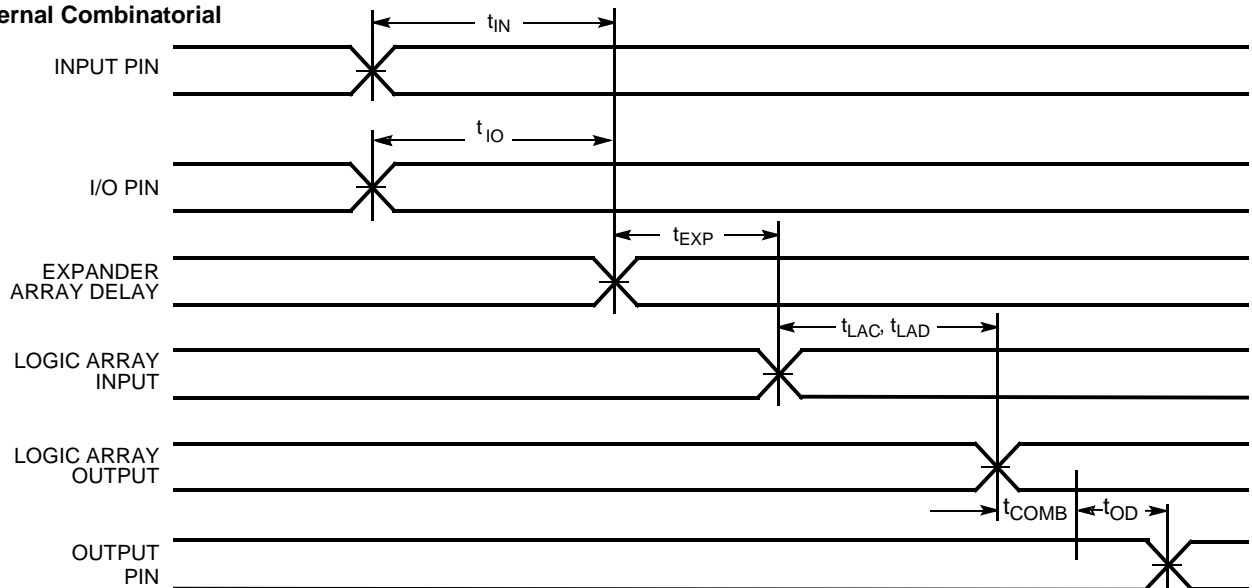 ernal Combinatorial
tIN
INPUT PIN
tIO
I/O PIN
tEXP
EXPANDER
ARRAY DELAY
tLAC, tLAD
LOGIC ARRAY
INPUT
LOGIC ARRAY
OUTPUT
tCOMB
tOD
OUTPUT
PIN